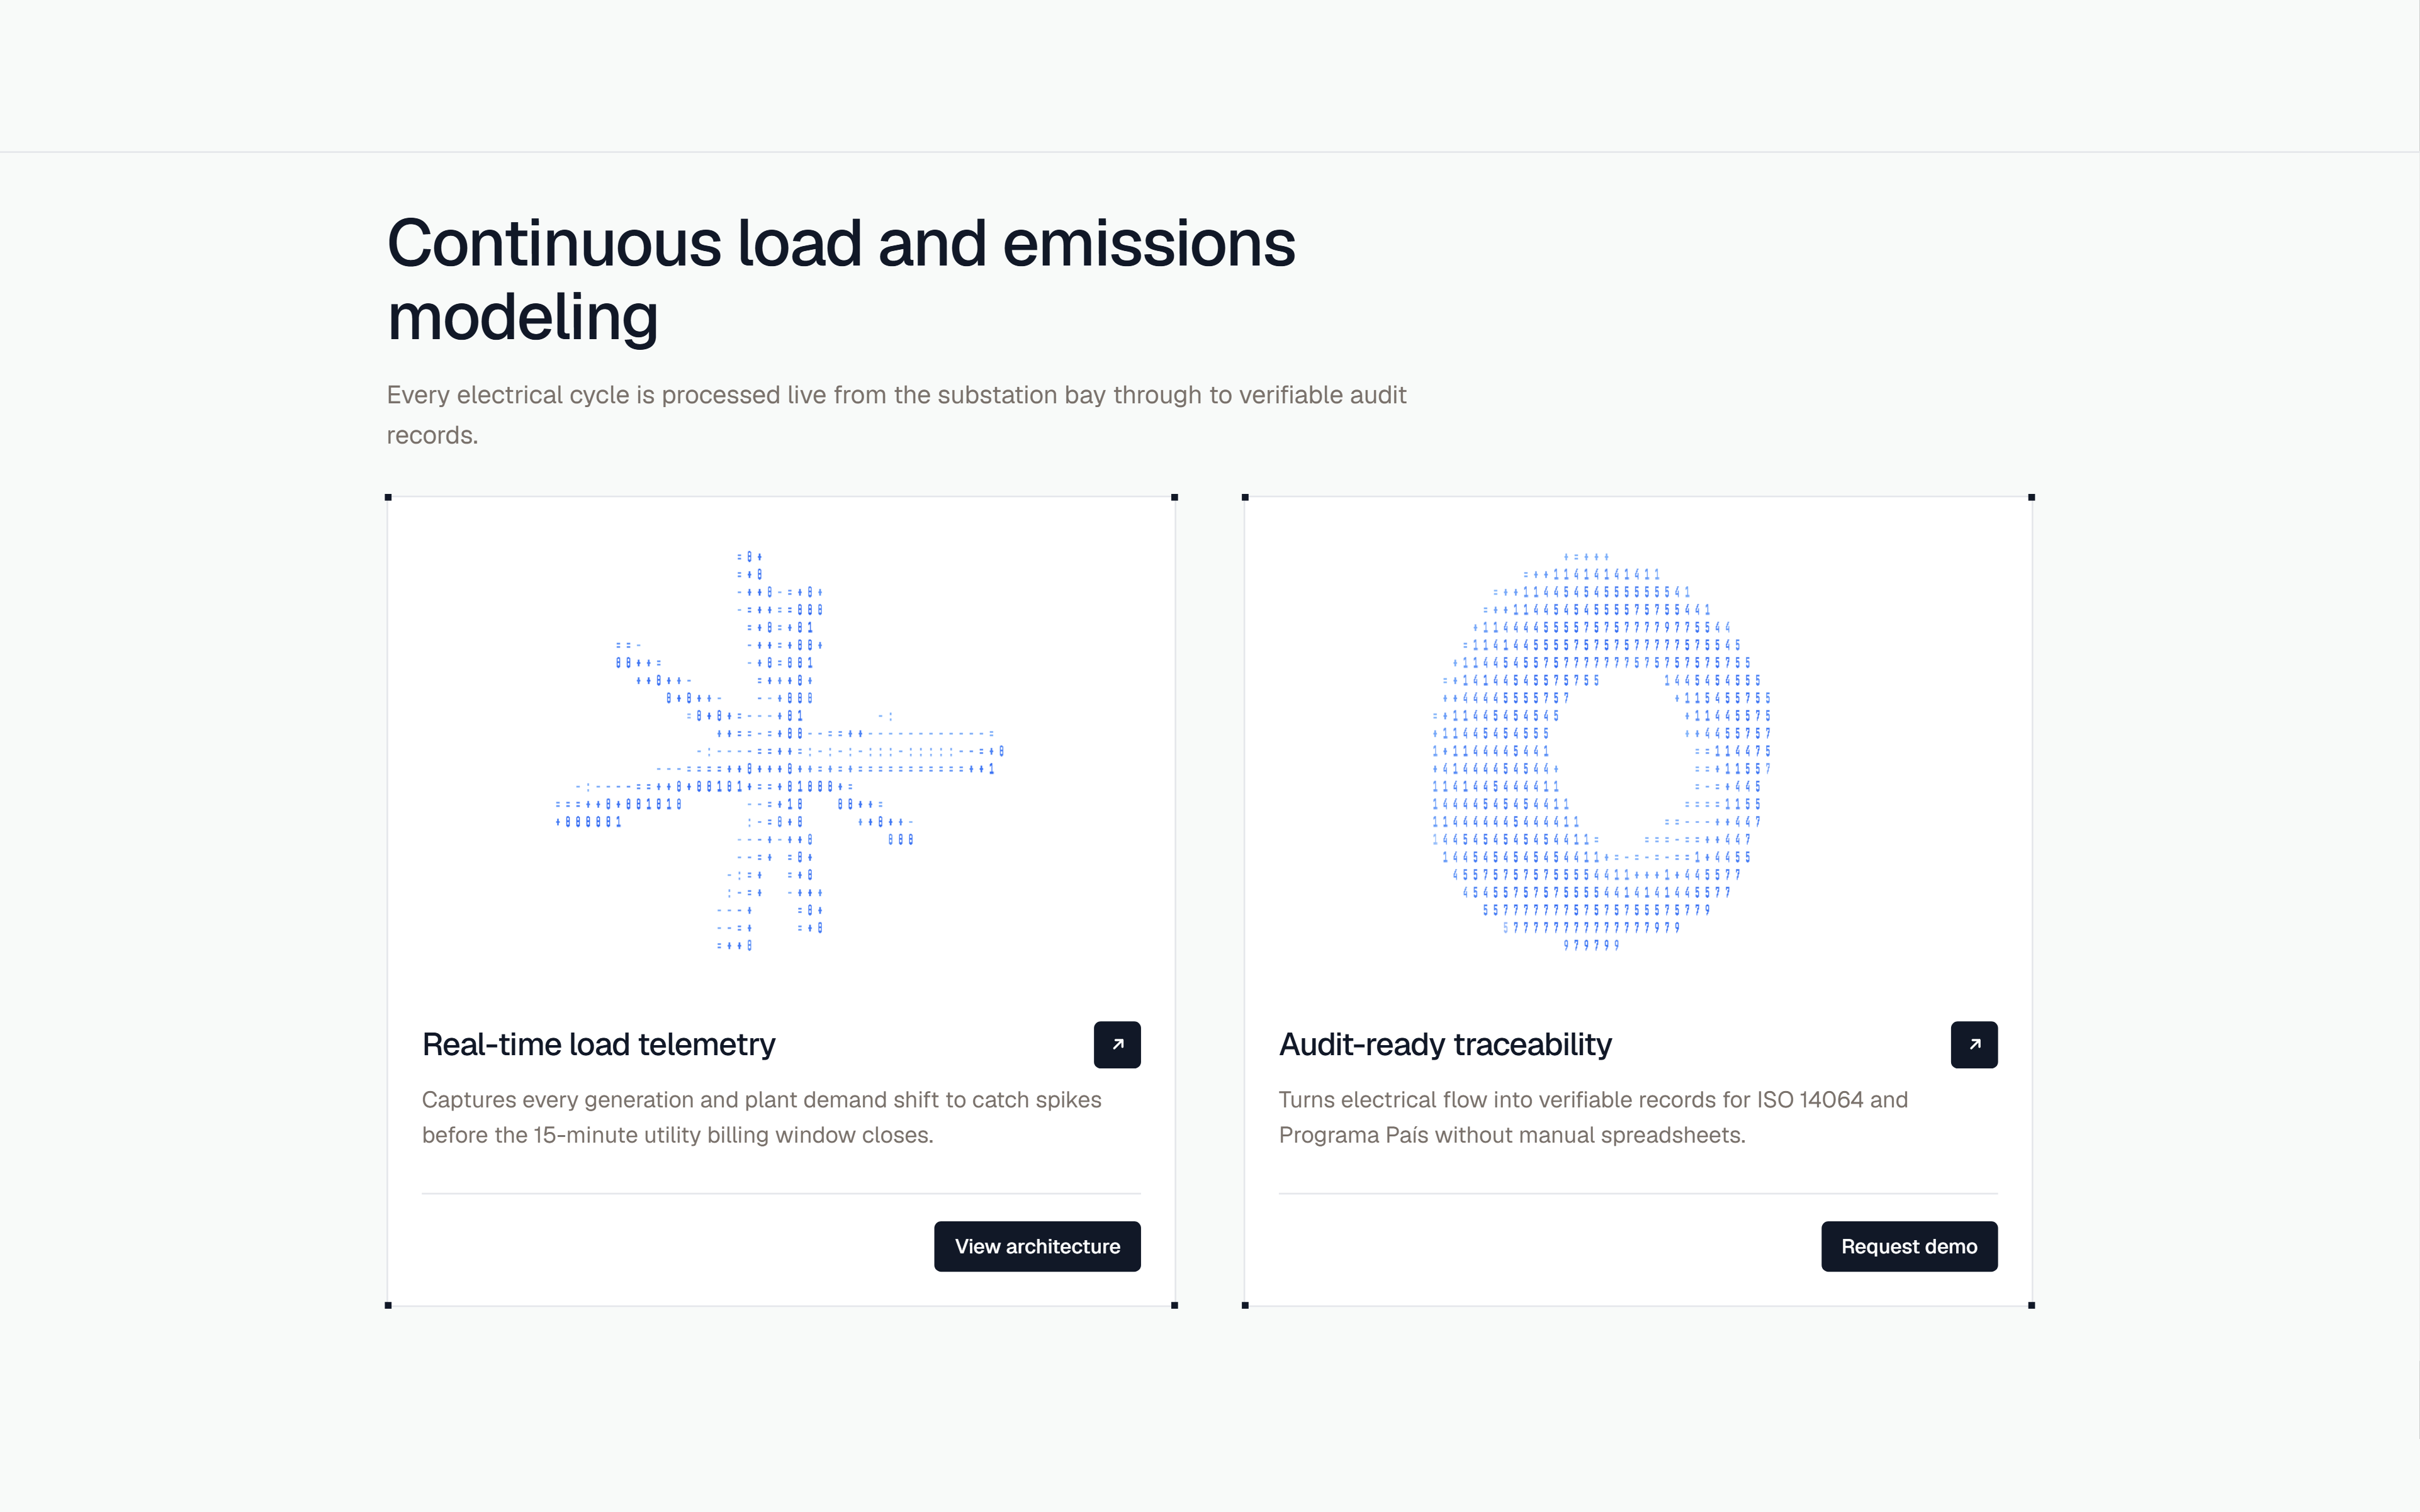 Continuous load and emissions
modeling
Every electrical cycle is processed live from the substation bay through to verifiable audit
records.
Real-time load telemetry
Captures every generation and plant demand shift to catch spikes
before the 15-minute utility billing window closes.
View architecture
Audit-ready traceability
Turns electrical flow into verifiable records for ISO 14064 and
Programa País without manual spreadsheets.
Request demo